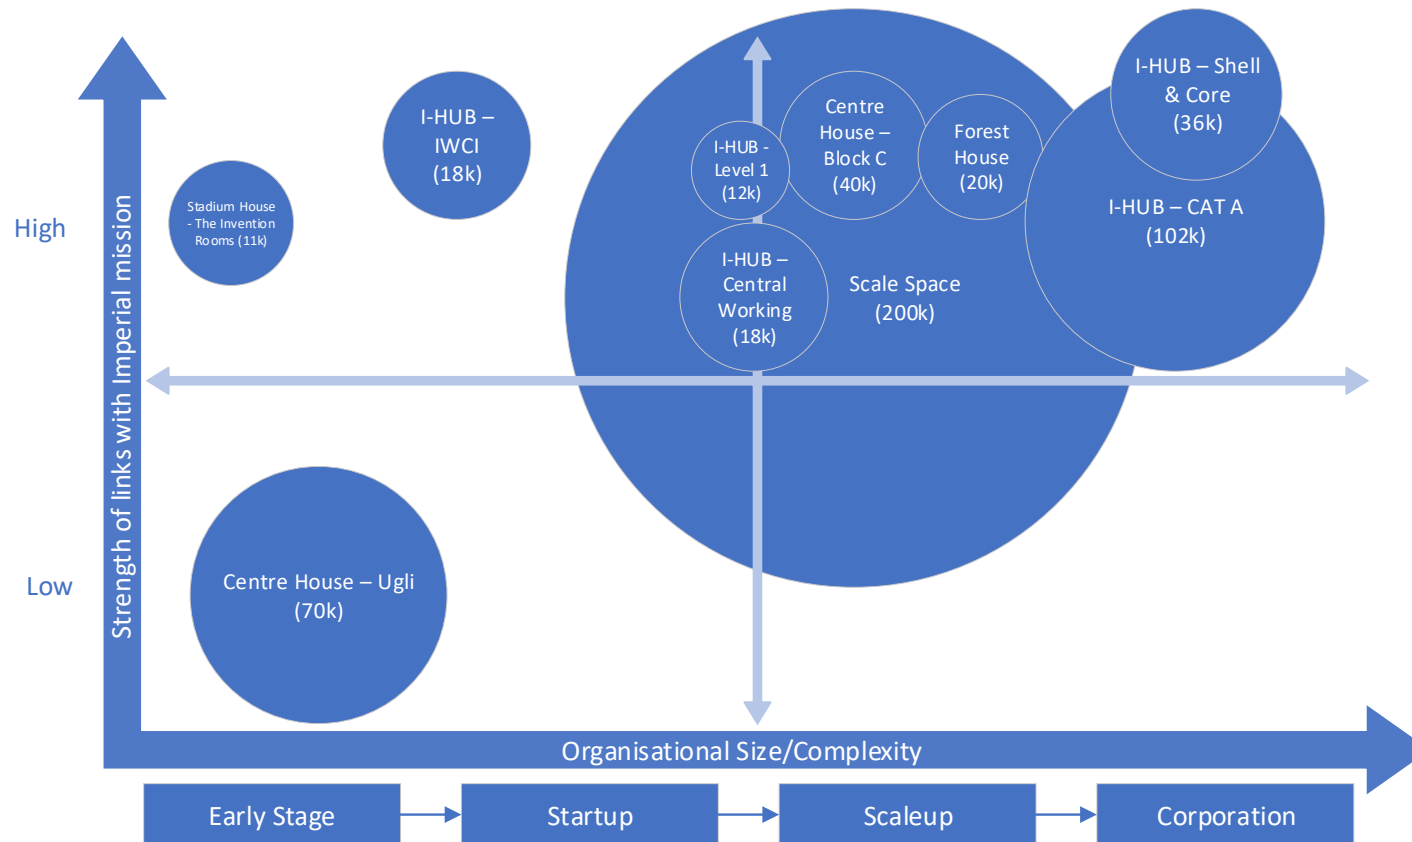 Strength of links with Imperial mission
High
Low
Stadium House
- The Invention
Rooms (11k)
I-HUB –
IWCI
(18k)
I-HUB -
Level 1
(12k)
Centre
House –
Block C
(40k)
Forest
House
(20k)
I-HUB – Shell
& Core
(36k)
I-HUB – CAT A
(102k)
I-HUB –
Central
Working
(18k)
Scale Space
(200k)
Centre House – Ugli
(70k)
Organisational Size/Complexity
Early Stage
Startup
Scaleup
Corporation